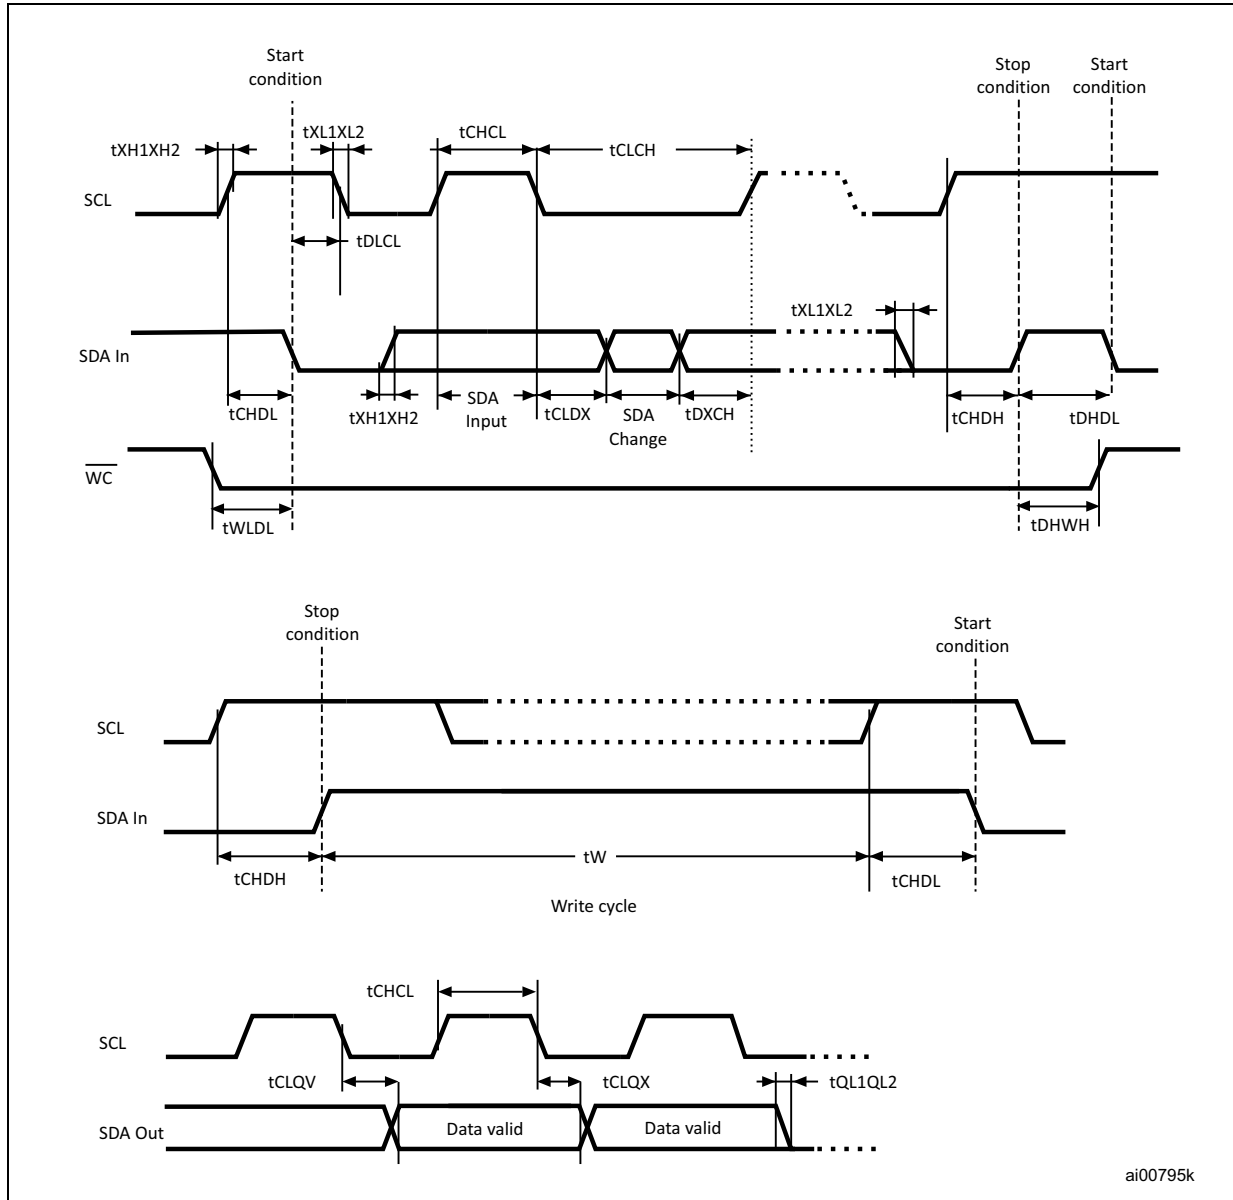 Start
condition
Stop
condition
Start
condition
tXH1XH2
tXL1XL2
tCHCL
tCLCH
SCL
tDLCL
tXL1XL2
SDA In
tCHDL
tXH1XH2
SDA
Input
tCLDX
SDA
Change
tDXCH
tCHDH
tDHDL
WC
tWLDL
tDHWH
Stop
condition
Start
condition
SCL
SDA In
tCHDH
tW
tCHDL
Write cycle
tCHCL
SCL
tCLQV
tCLQX
tQL1QL2
SDA Out
Data valid
Data valid
ai00795k